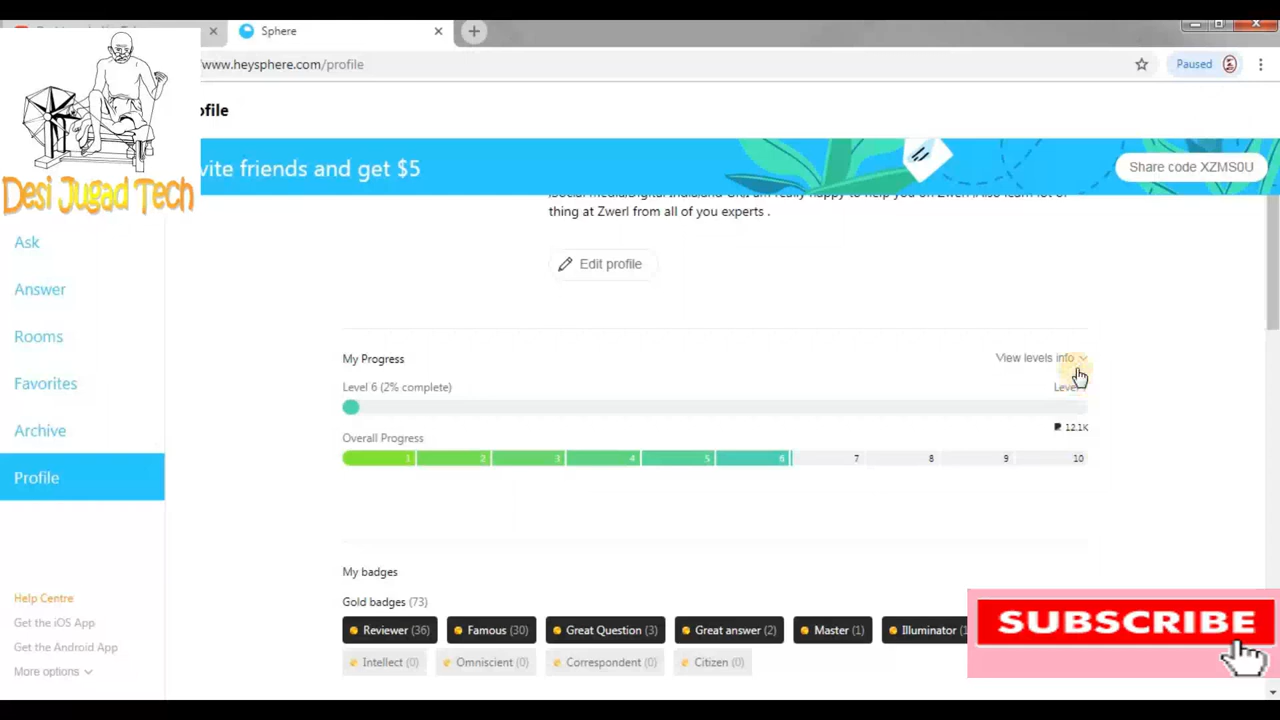 Sphere
www.heysphere.com/profile
Paused
ofile
vite friends and get $5
Share code XZMS0U
Desi Jugad Tech
thing at Zwerl from all of you experts .
Edit profile
Ask
Answer
Rooms
Favorites
Archive
Profile
My Progress
View levels info
Level 6 (2% complete)
Level
12.1K
Overall Progress
1 2 3 4 5 6 7 8 9 10
My badges
Gold badges (73)
Reviewer (36) Famous (30) Great Question (3) Great answer (2) Master (1) Illuminator (1
Intellect (0) Omniscient (0) Correspondent (0) Citizen (0)
Help Centre
Get the iOS App
Get the Android App
More options
SUBSCRIBE